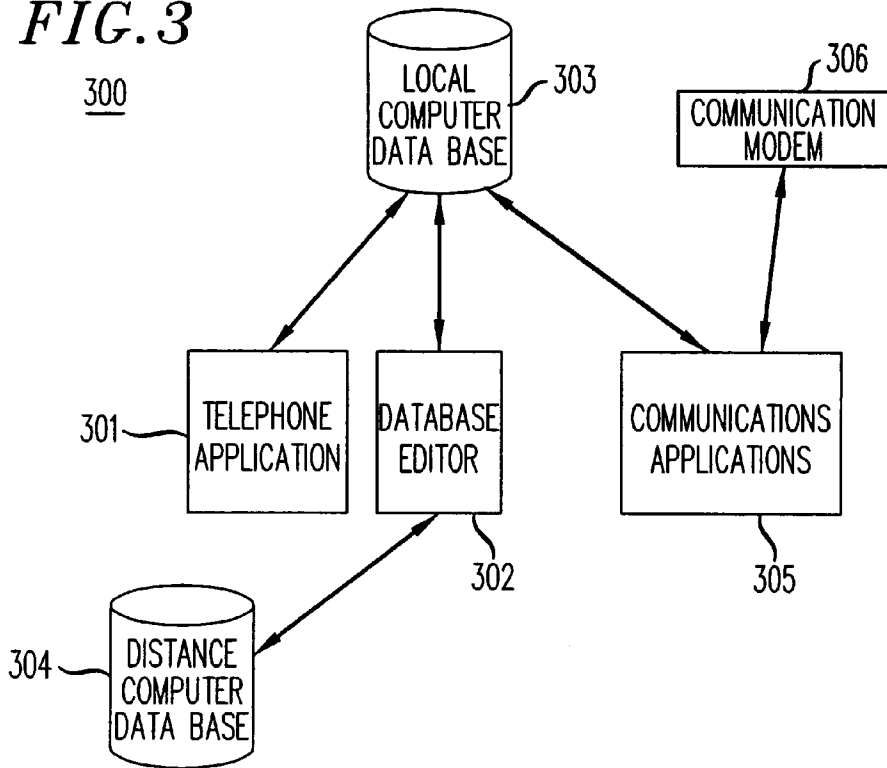 FIG.3
300
LOCAL
COMPUTER
DATA BASE
303
306
COMMUNICATION
MODEM
301
TELEPHONE
APPLICATION
DATABASE
EDITOR
302
COMMUNICATIONS
APPLICATIONS
305
304
DISTANCE
COMPUTER
DATA BASE